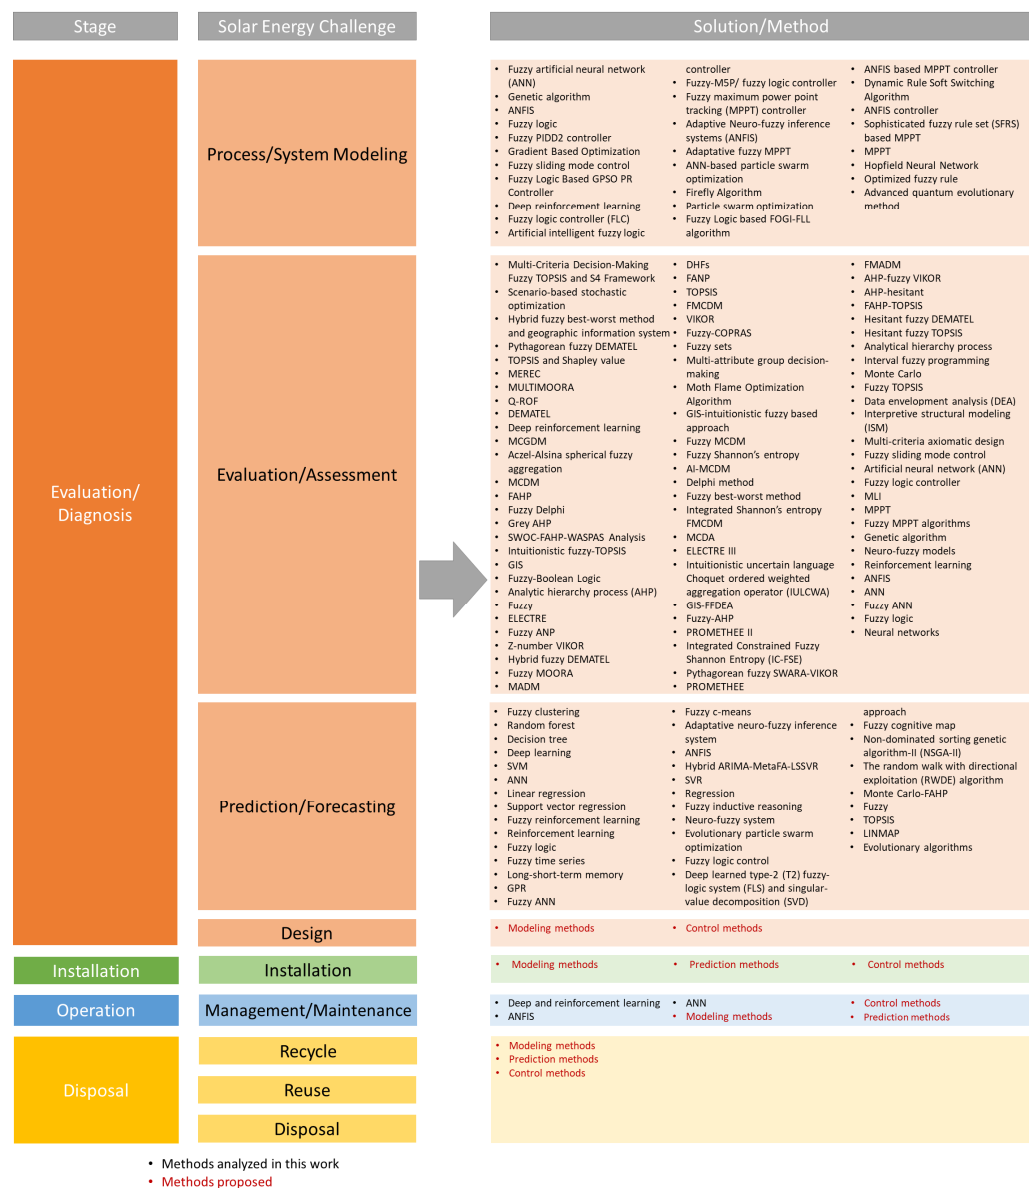 Stage
Solar Energy Challenge
Solution/Method
Evaluation/
Diagnosis
Process/System Modeling
• Fuzzy artificial neural network
(ANN)
• Genetic algorithm
• ANFIS
• Fuzzy logic
• Fuzzy PIDD2 controller
• Gradient Based Optimization
• Fuzzy sliding mode control
• Fuzzy Logic Based GPSO PR
Controller
• Deep reinforcement learning
• Fuzzy logic controller (FLC)
• Artificial intelligent fuzzy logic
controller
• Fuzzy-M5P/ fuzzy logic controller
• Fuzzy maximum power point
tracking (MPPT) controller
• Adaptive Neuro-fuzzy inference
systems (ANFIS)
• Adaptative fuzzy MPPT
• ANN-based particle swarm
optimization
• Firefly Algorithm
• Particle swarm optimization
• Fuzzy Logic based FOGI-FLL
algorithm
• ANFIS based MPPT controller
• Dynamic Rule Soft Switching
Algorithm
• ANFIS controller
• Sophisticated fuzzy rule set (SFRS)
based MPPT
• MPPT
• Hopfield Neural Network
• Optimized fuzzy rule
• Advanced quantum evolutionary
method
Evaluation/Assessment
• Multi-Criteria Decision-Making
Fuzzy TOPSIS and S4 Framework
• Scenario-based stochastic
optimization
• Hybrid fuzzy best-worst method
and geographic information system
• Pythagorean fuzzy DEMATEL
• TOPSIS and Shapley value
• MEREC
• MULTIMOORA
• Q-ROF
• DEMATEL
• Deep reinforcement learning
• MCGDM
• Aczel-Alsina spherical fuzzy
aggregation
• MCDM
• FAHP
• Fuzzy Delphi
• Grey AHP
• SWOC-FAHP-WASPAS Analysis
• Intuitionistic fuzzy-TOPSIS
• GIS
• Fuzzy-Boolean Logic
• Analytic hierarchy process (AHP)
• Fuzzy
• ELECTRE
• Fuzzy ANP
• Z-number VIKOR
• Hybrid fuzzy DEMATEL
• Fuzzy MOORA
• MADM
• DHFs
• FANP
• TOPSIS
• FMCDM
• VIKOR
• Fuzzy-COPRAS
• Fuzzy sets
• Multi-attribute group decision-
making
• Moth Flame Optimization
Algorithm
• GIS-intuitionistic fuzzy based
approach
• Fuzzy MCDM
• Fuzzy Shannon's entropy
• AI-MCDM
• Delphi method
• Fuzzy best-worst method
• Integrated Shannon's entropy
FMCDM
• MCDA
• ELECTRE III
• Intuitionistic uncertain language
Choquet ordered weighted
aggregation operator (IULCWA)
• GIS-FFDEA
• Fuzzy-AHP
• PROMETHEE II
• Integrated Constrained Fuzzy
Shannon Entropy (IC-FSE)
• Pythagorean fuzzy SWARA-VIKOR
• PROMETHEE
• FMADM
• AHP-fuzzy VIKOR
• AHP-hesitant
• FAHP-TOPSIS
• Hesitant fuzzy DEMATEL
• Hesitant fuzzy TOPSIS
• Analytical hierarchy process
• Interval fuzzy programming
• Monte Carlo
• Fuzzy TOPSIS
• Data envelopment analysis (DEA)
• Interpretive structural modeling
(ISM)
• Multi-criteria axiomatic design
• Fuzzy sliding mode control
• Artificial neural network (ANN)
• Fuzzy logic controller
• MLI
• MPPT
• Fuzzy MPPT algorithms
• Genetic algorithm
• Neuro-fuzzy models
• Reinforcement learning
• ANFIS
• ANN
• Fuzzy ANN
• Fuzzy logic
• Neural networks
Prediction/Forecasting
• Fuzzy clustering
• Random forest
• Decision tree
• Deep learning
• SVM
• ANN
• Linear regression
• Support vector regression
• Fuzzy reinforcement learning
• Reinforcement learning
• Fuzzy logic
• Fuzzy time series
• Long-short-term memory
• GPR
• Fuzzy ANN
• Fuzzy c-means
• Adaptative neuro-fuzzy inference
system
• ANFIS
• Hybrid ARIMA-MetaFA-LSSVR
• SVR
• Regression
• Fuzzy inductive reasoning
• Neuro-fuzzy system
• Evolutionary particle swarm
optimization
• Fuzzy logic control
• Deep learned type-2 (T2) fuzzy-
logic system (FLS) and singular-
value decomposition (SVD)
approach
• Fuzzy cognitive map
• Non-dominated sorting genetic
algorithm-II (NSGA-II)
• The random walk with directional
exploitation (RWDE) algorithm
• Monte Carlo-FAHP
• Fuzzy
• TOPSIS
• LINMAP
• Evolutionary algorithms
Design
• Modeling methods
• Control methods
Installation
Installation
• Modeling methods
• Prediction methods
• Control methods
Operation
Management/Maintenance
• Deep and reinforcement learning
• ANFIS
• ANN
• Modeling methods
• Control methods
• Prediction methods
Disposal
Recycle
Reuse
Disposal
• Modeling methods
• Prediction methods
• Control methods
• Methods analyzed in this work
• Methods proposed